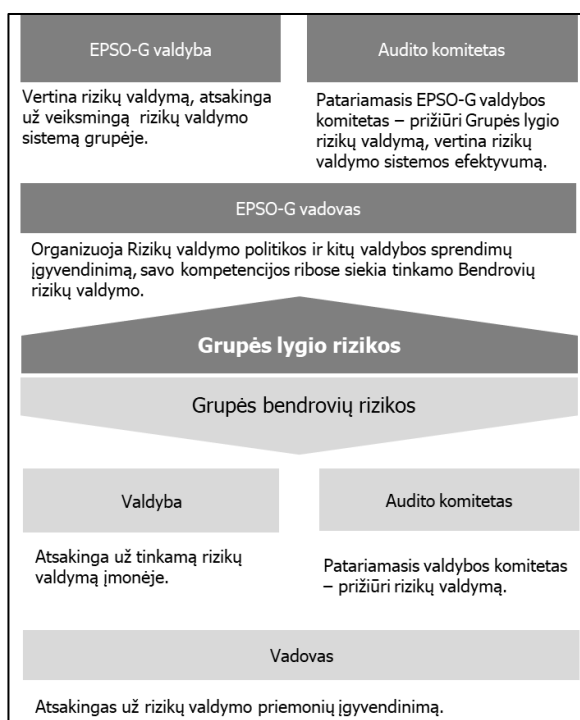 EPSO-G valdyba
Audito komitetas
Vertina rizikų valdymą, atsakinga
už veiksmingą rizikų valdymo
sistemą grupėje.
Patariamasis EPSO-G valdybos
komitetas – prižiūri Grupės lygio
rizikų valdymą, vertina rizikų
valdymo sistemos efektyvumą.
EPSO-G vadovas
Organizuoja Rizikų valdymo politikos ir kitų valdybos sprendimų
įgyvendinimą, savo kompetencijos ribose siekia tinkamo Bendrovių
rizikų valdymo.
Grupės lygio rizikos
Grupės bendrovių rizikos
Valdyba
Audito komitetas
Atsakinga už tinkamą rizikų
valdymą įmonėje.
Patariamasis valdybos komitetas
– prižiūri rizikų valdymą.
Vadovas
Atsakingas už rizikų valdymo priemonių įgyvendinimą.